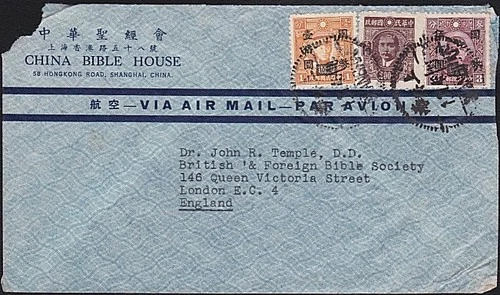 中華聖經會
上海香港路五十八號
CHINA BIBLE HOUSE
58 HONGKONG ROAD, SHANGHAI, CHINA.
航空—VIA AIR MAIL—PAR AVION
Dr. John R. Temple, D.D.
British '& Foreign Bible Society
146 Queen Victoria Street
London E.C. 4
England